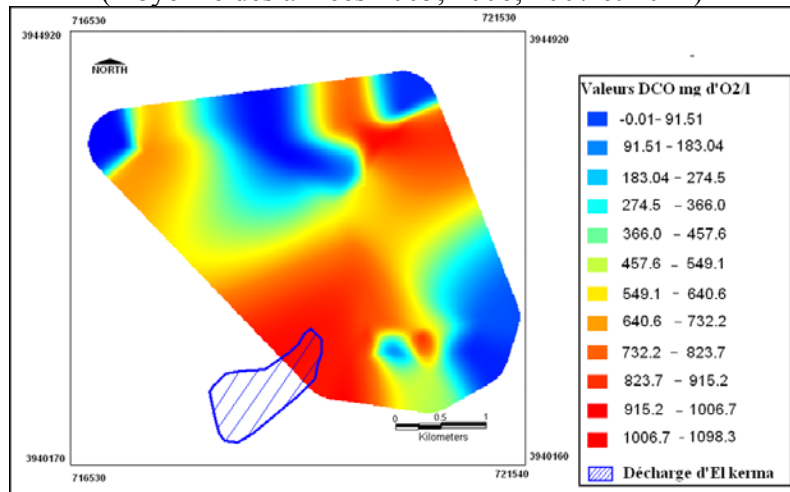 716530
721530
3944920
3944920
NORTH
Valeurs DCO mg d'O2/l
-0.01- 91.51
91.51 - 183.04
183.04 - 274.5
274.5 - 366.0
366.0 - 457.6
457.6 - 549.1
549.1 - 640.6
640.6 - 732.2
732.2 - 823.7
823.7 - 915.2
915.2 - 1006.7
1006.7 - 1098.3
Décharge d'El kerma
0 0.5 1
Kilometers
3940170
3940160
716530
721540